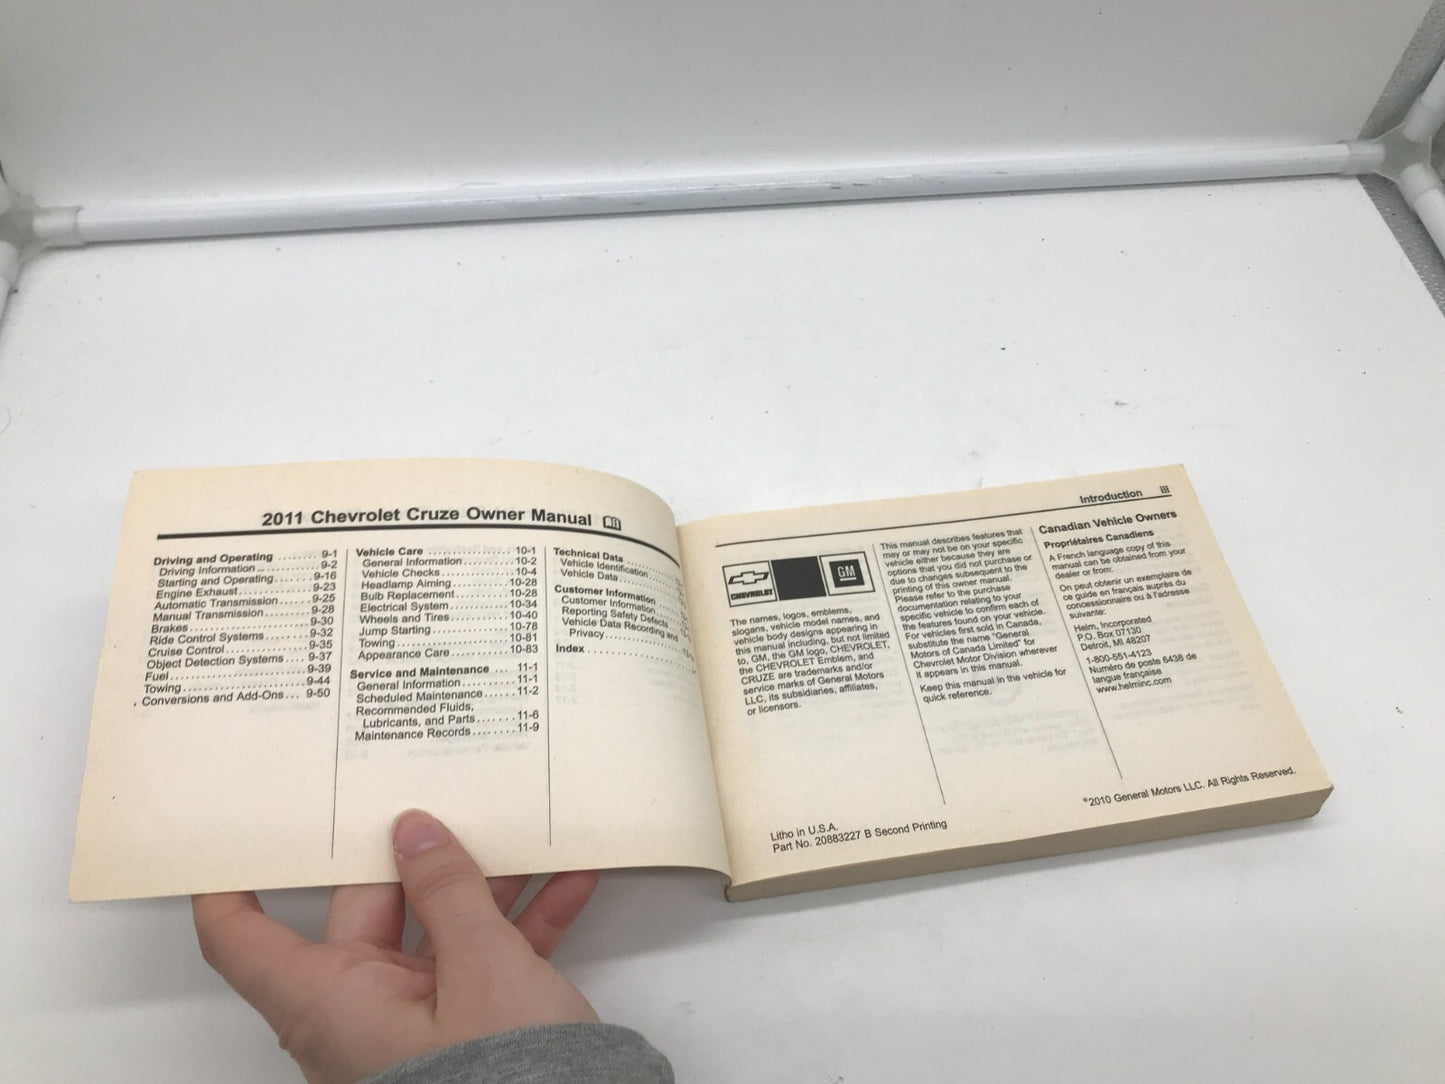 2011 Chevrolet Cruze Owner Manual
Driving and Operating ........ 9-1
Driving Information ... 9-2
Starting and Operating ....... 9-16
Engine Exhaust ............. 9-23
Automatic Transmission ...... 9-25
Manual Transmission ........ 9-28
Brakes .................... 9-30
Ride Control Systems ........ 9-32
Cruise Control .............. 9-35
Object Detection Systems .... 9-37
Fuel ...................... 9-39
Towing .................... 9-44
Conversions and Add-Ons ... 9-50
Vehicle Care ................ 10-1
General Information ......... 10-2
Vehicle Checks ............. 10-4
Headlamp Aiming .......... 10-28
Bulb Replacement .......... 10-28
Electrical System .......... 10-34
Wheels and Tires .......... 10-40
Jump Starting ............. 10-78
Towing ................... 10-81
Appearance Care .......... 10-83
Service and Maintenance .... 11-1
General Information ......... 11-1
Scheduled Maintenance ...... 11-2
Recommended Fluids,
Lubricants, and Parts ....... 11-6
Maintenance Records ........ 11-9
Technical Data
Vehicle Identification
Vehicle Data
Customer Information
Customer Information
Reporting Safety Defects
Vehicle Data Recording and
Privacy
Index
Introduction iii
CHEVROLET
GM
The names, logos, emblems,
slogans, vehicle model names, and
vehicle body designs appearing in
this manual including, but not limited
to, GM, the GM logo, CHEVROLET,
the CHEVROLET Emblem, and
CRUZE are trademarks and/or
service marks of General Motors
LLC, its subsidiaries, affiliates,
or licensors.
This manual describes features that
may or may not be on your specific
vehicle either because they are
options that you did not purchase or
due to changes subsequent to the
printing of this owner manual.
Please refer to the purchase
documentation relating to your
specific vehicle to confirm each of
the features found on your vehicle.
For vehicles first sold in Canada,
substitute the name "General
Motors of Canada Limited" for
Chevrolet Motor Division wherever
it appears in this manual.
Keep this manual in the vehicle for
quick reference.
Canadian Vehicle Owners
Propriétaires Canadiens
A French language copy of this
manual can be obtained from your
dealer or from:
On peut obtenir un exemplaire de
ce guide en français auprès du
concessionnaire ou à l'adresse
suivante:
Helm, Incorporated
P.O. Box 07130
Detroit, MI 48207
1-800-551-4123
Numéro de poste 6438 de
langue française
www.helminc.com
Litho in U.S.A.
Part No. 20883227 B Second Printing
©2010 General Motors LLC. All Rights Reserved.